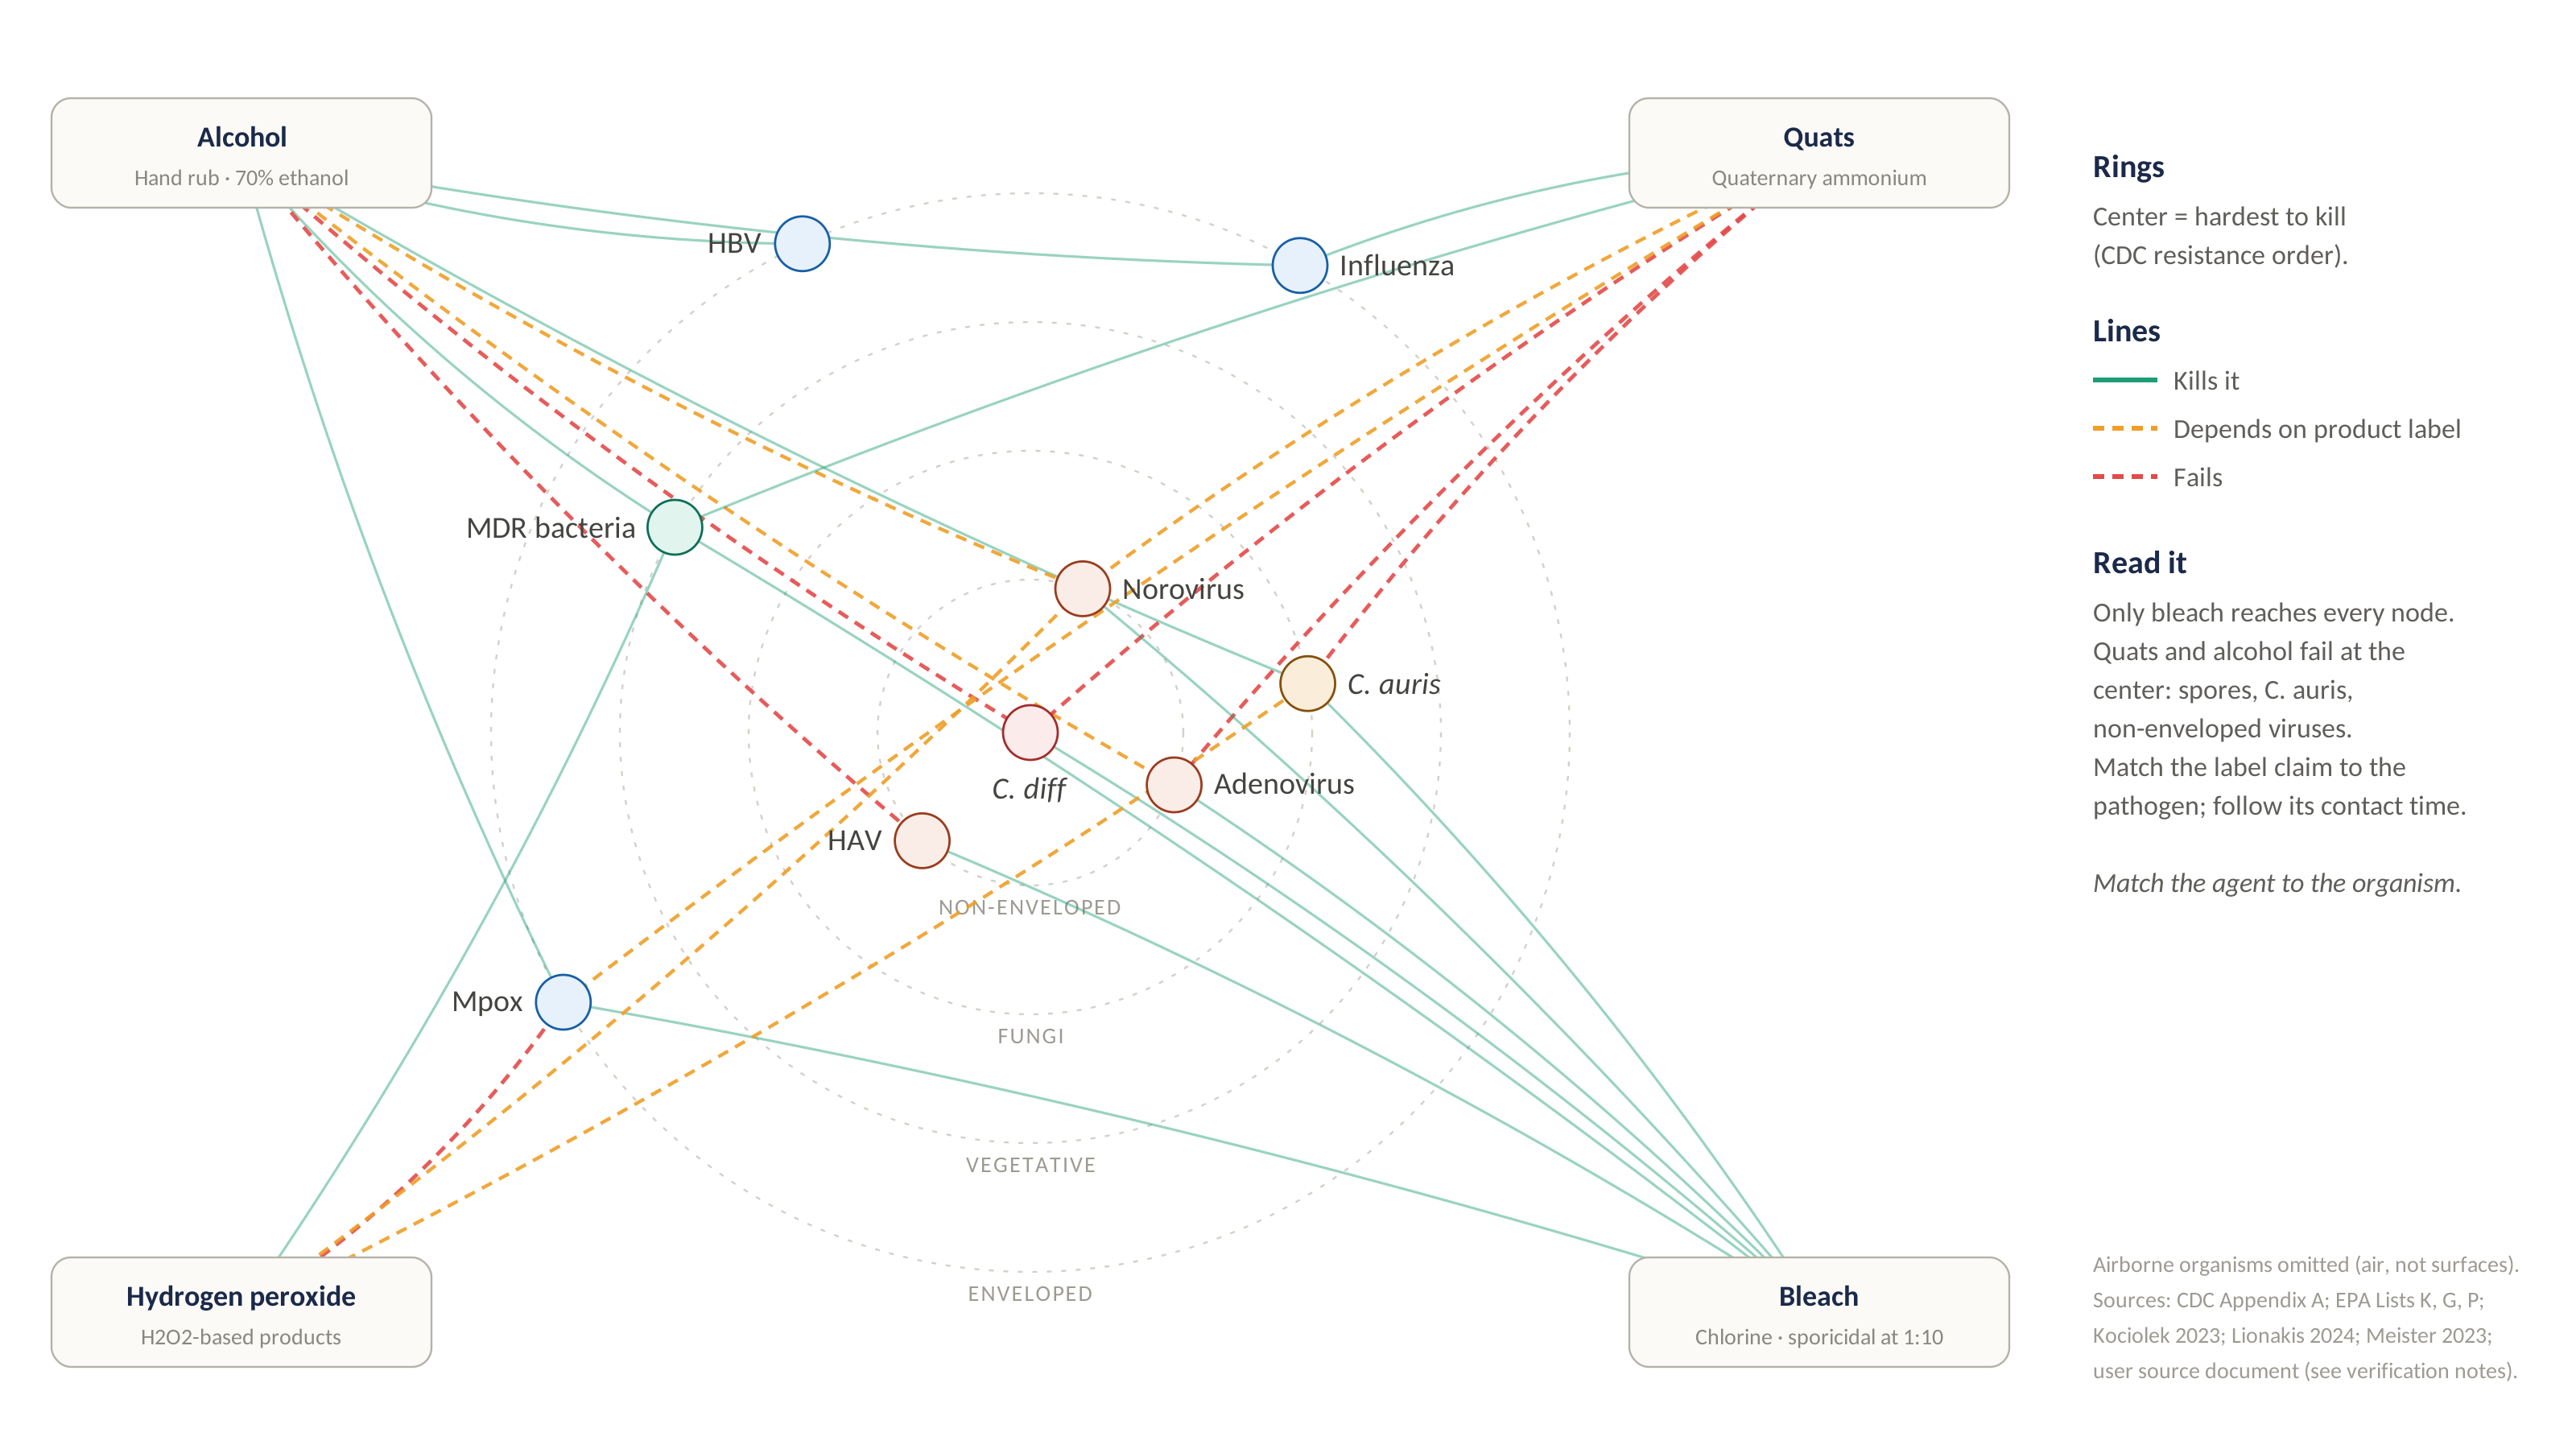 Alcohol
Hand rub · 70% ethanol
Quats
Quaternary ammonium
HBV
Influenza
MDR bacteria
Norovirus
C. auris
C. diff
Adenovirus
HAV
NON-ENVELOPED
Mpox
FUNGI
VEGETATIVE
ENVELOPED
Hydrogen peroxide
H2O2-based products
Bleach
Chlorine · sporicidal at 1:10
Rings
Center = hardest to kill
(CDC resistance order).
Lines
Kills it
Depends on product label
Fails
Read it
Only bleach reaches every node.
Quats and alcohol fail at the
center: spores, C. auris,
non-enveloped viruses.
Match the label claim to the
pathogen; follow its contact time.
Match the agent to the organism.
Airborne organisms omitted (air, not surfaces).
Sources: CDC Appendix A; EPA Lists K, G, P;
Kociolek 2023; Lionakis 2024; Meister 2023;
user source document (see verification notes).